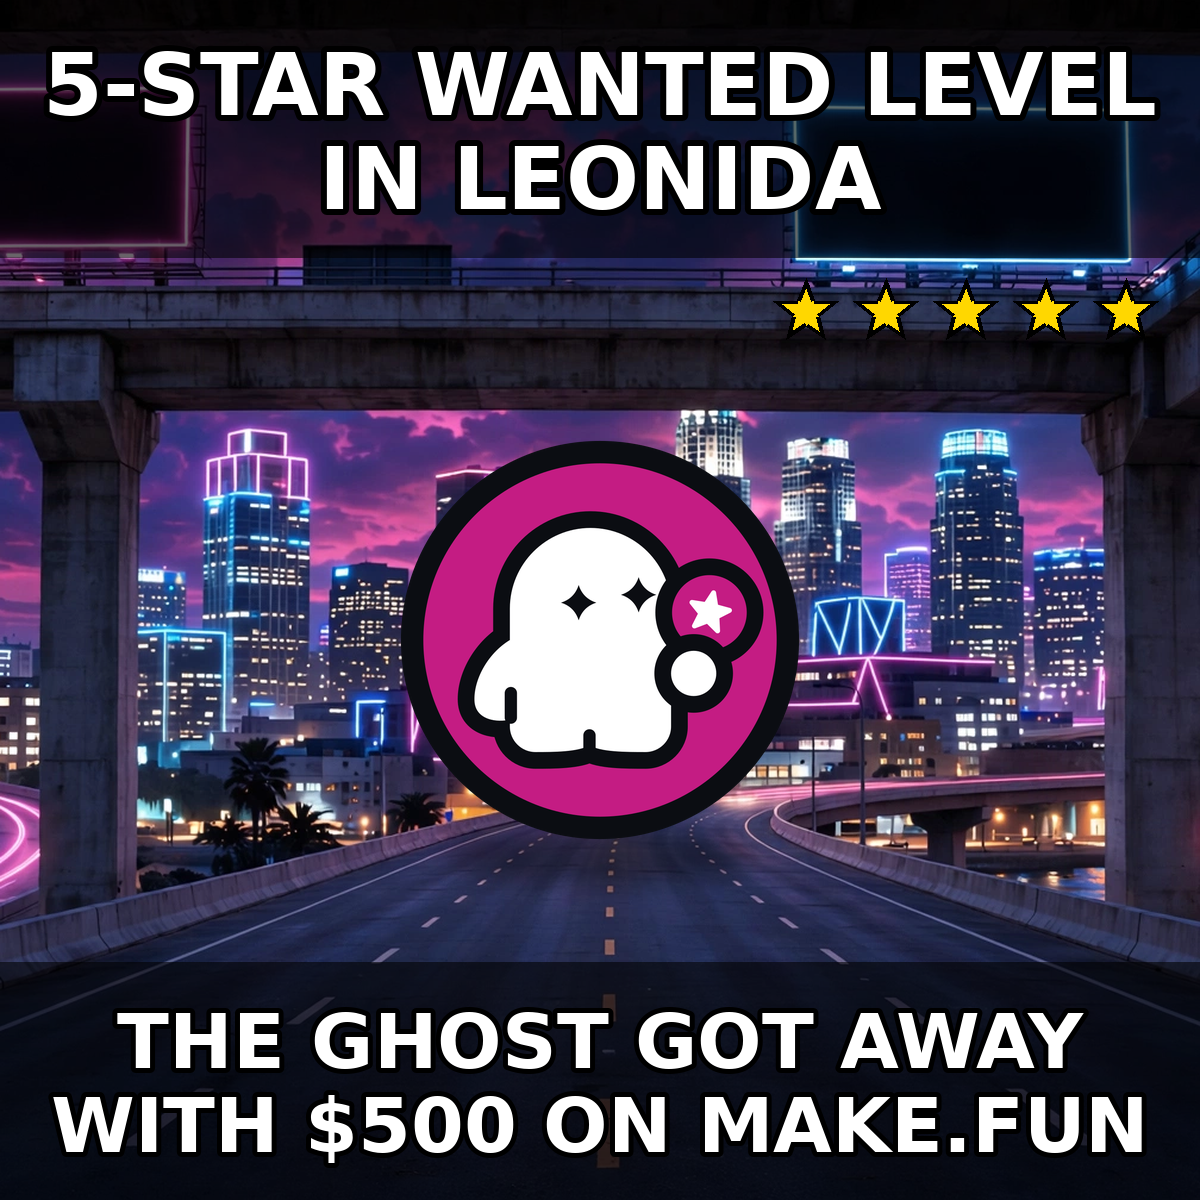 5-STAR WANTED LEVEL
IN LEONIDA
THE GHOST GOT AWAY
WITH $500 ON MAKE.FUN